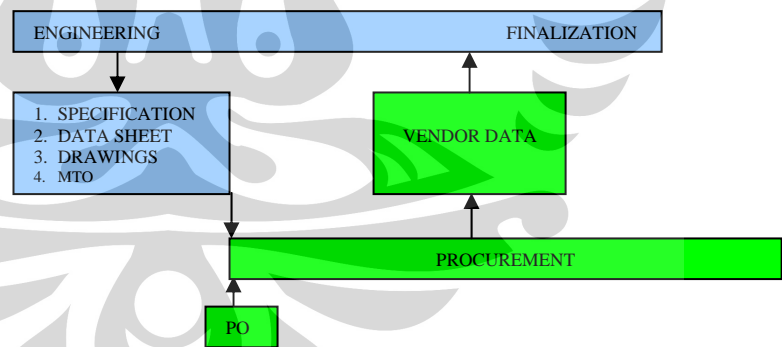 ENGINEERING FINALIZATION
1. SPECIFICATION
2. DATA SHEET
3. DRAWINGS
4. MTO
VENDOR DATA
PROCUREMENT
PO